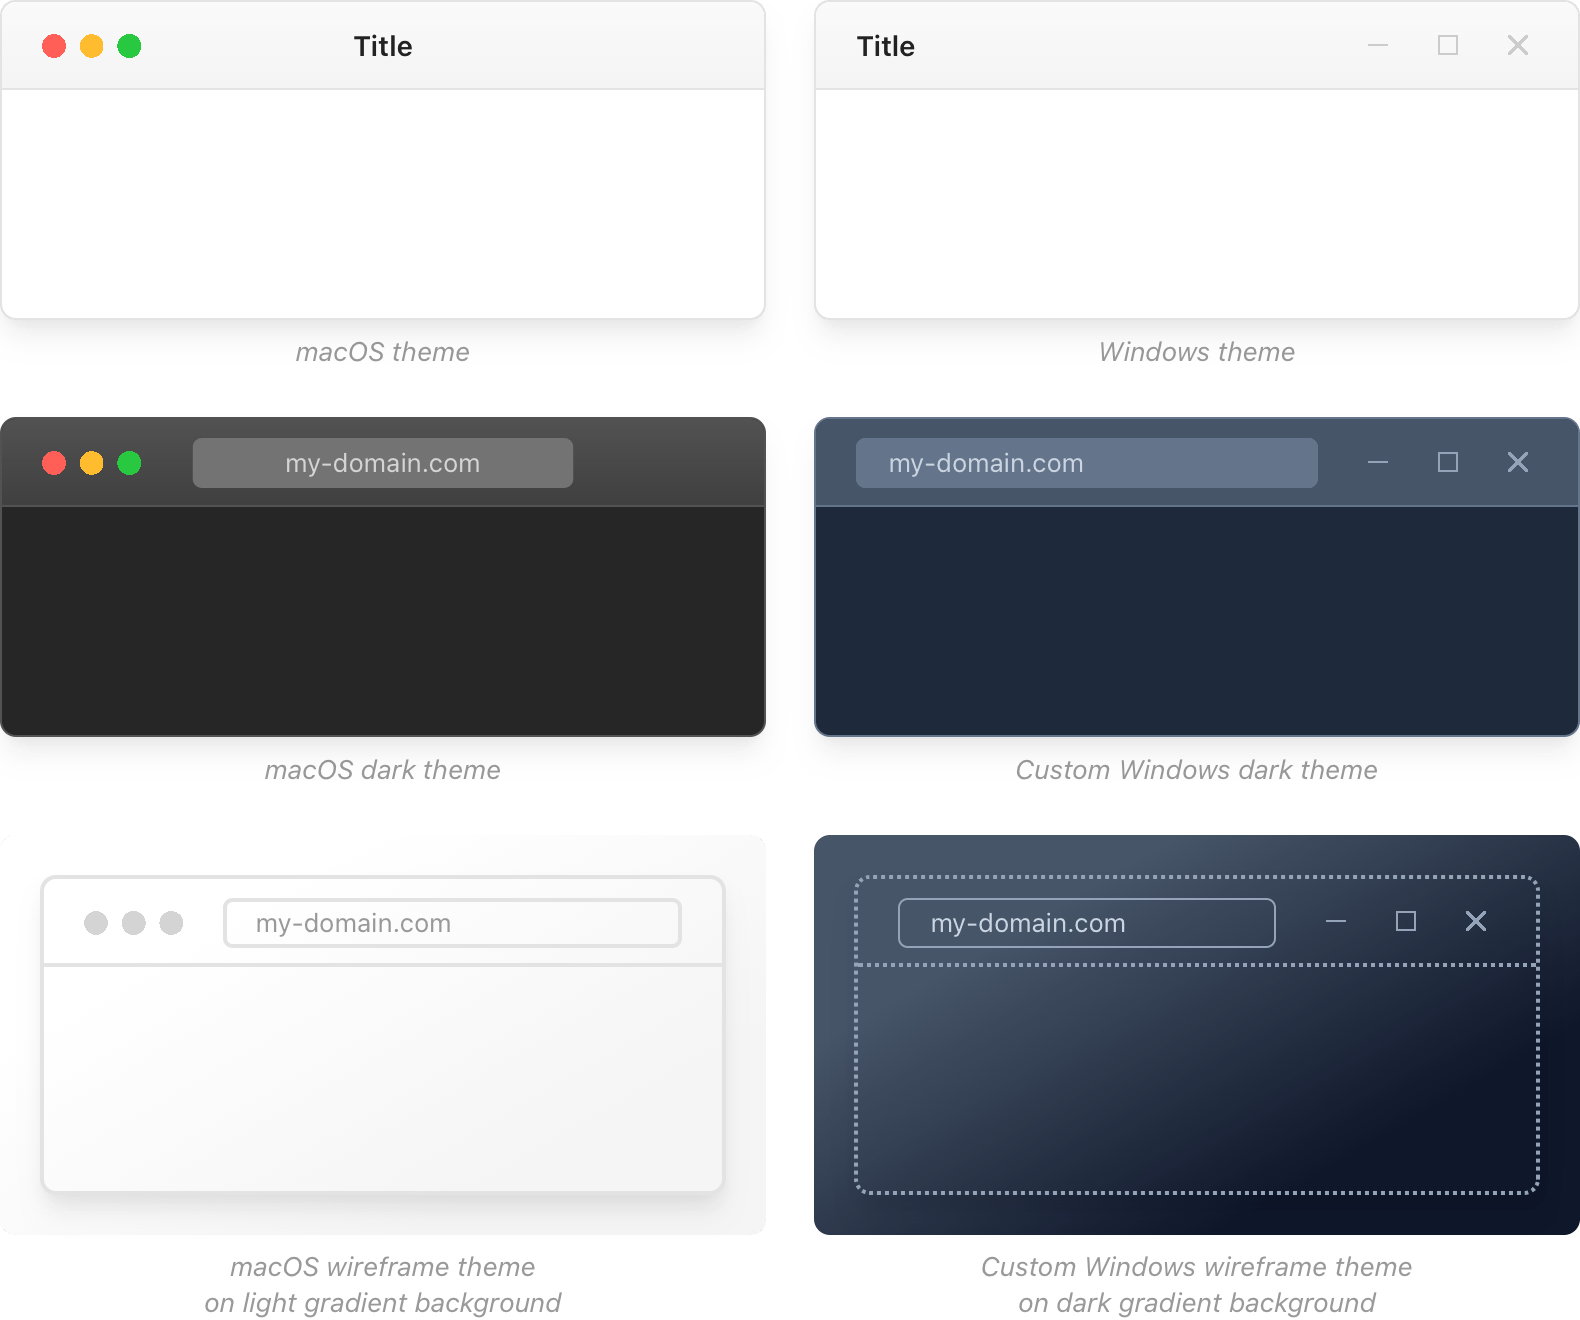 Title
Title
macOS theme
Windows theme
my-domain.com
my-domain.com
macOS dark theme
Custom Windows dark theme
my-domain.com
my-domain.com
macOS wireframe theme
on light gradient background
Custom Windows wireframe theme
on dark gradient background